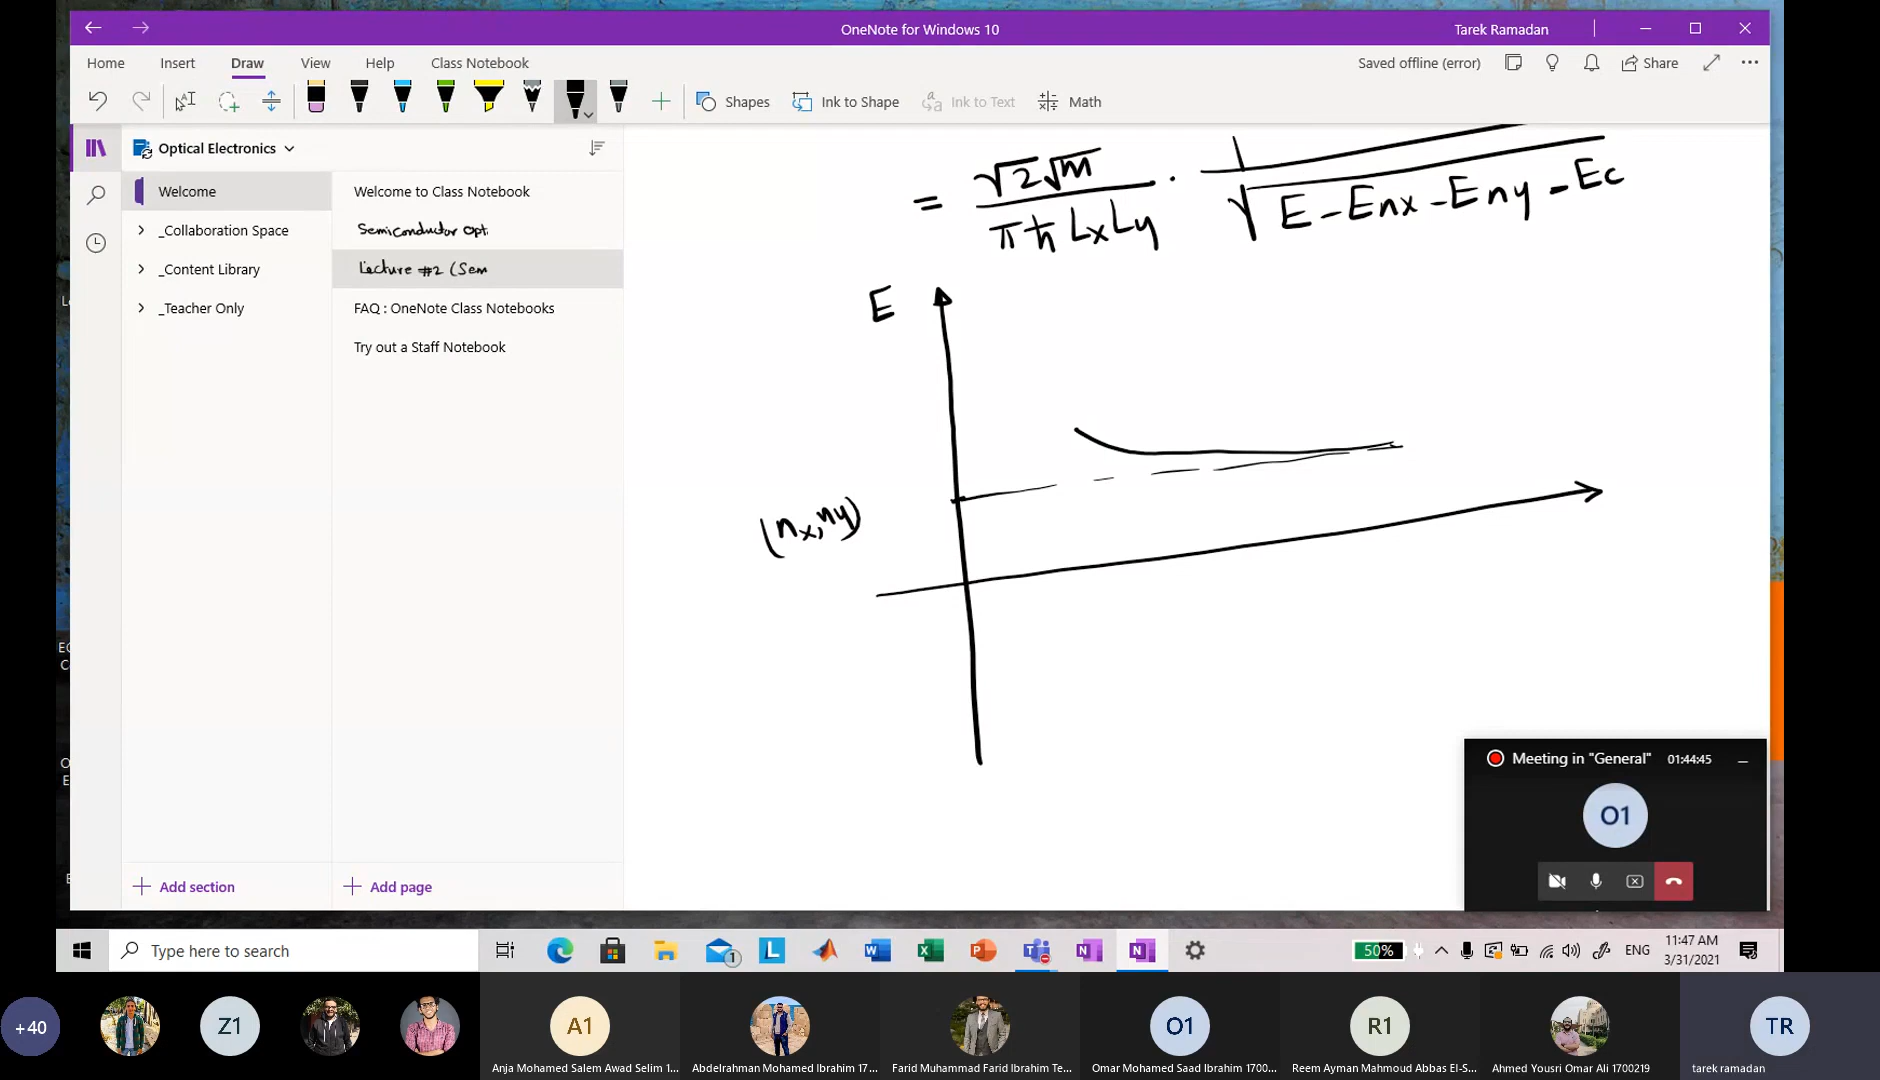 OneNote for Windows 10
Tarek Ramadan
Home Insert Draw View Help Class Notebook
Saved offline (error) Share
Shapes Ink to Shape Ink to Text Math
Optical Electronics
Welcome
_Collaboration Space
_Content Library
_Teacher Only
Welcome to Class Notebook
Semiconductor opt.
Lecture #2 (Sem
FAQ : OneNote Class Notebooks
Try out a Staff Notebook
= √2√m / πħLxLy · 1 / √E-Enx-Eny-Ec
E
(nx,ny)
Add section
Add page
Meeting in "General" 01:44:45
O1
Type here to search
1
50%
ENG
11:47 AM
3/31/2021
+40
Z1
A1
O1
R1
TR
Anja Mohamed Salem Awad Selim 1...
Abdelrahman Mohamed Ibrahim 17...
Farid Muhammad Farid Ibrahim Te...
Omar Mohamed Saad Ibrahim 1700...
Reem Ayman Mahmoud Abbas El-S...
Ahmed Yousri Omar Ali 1700219
tarek ramadan